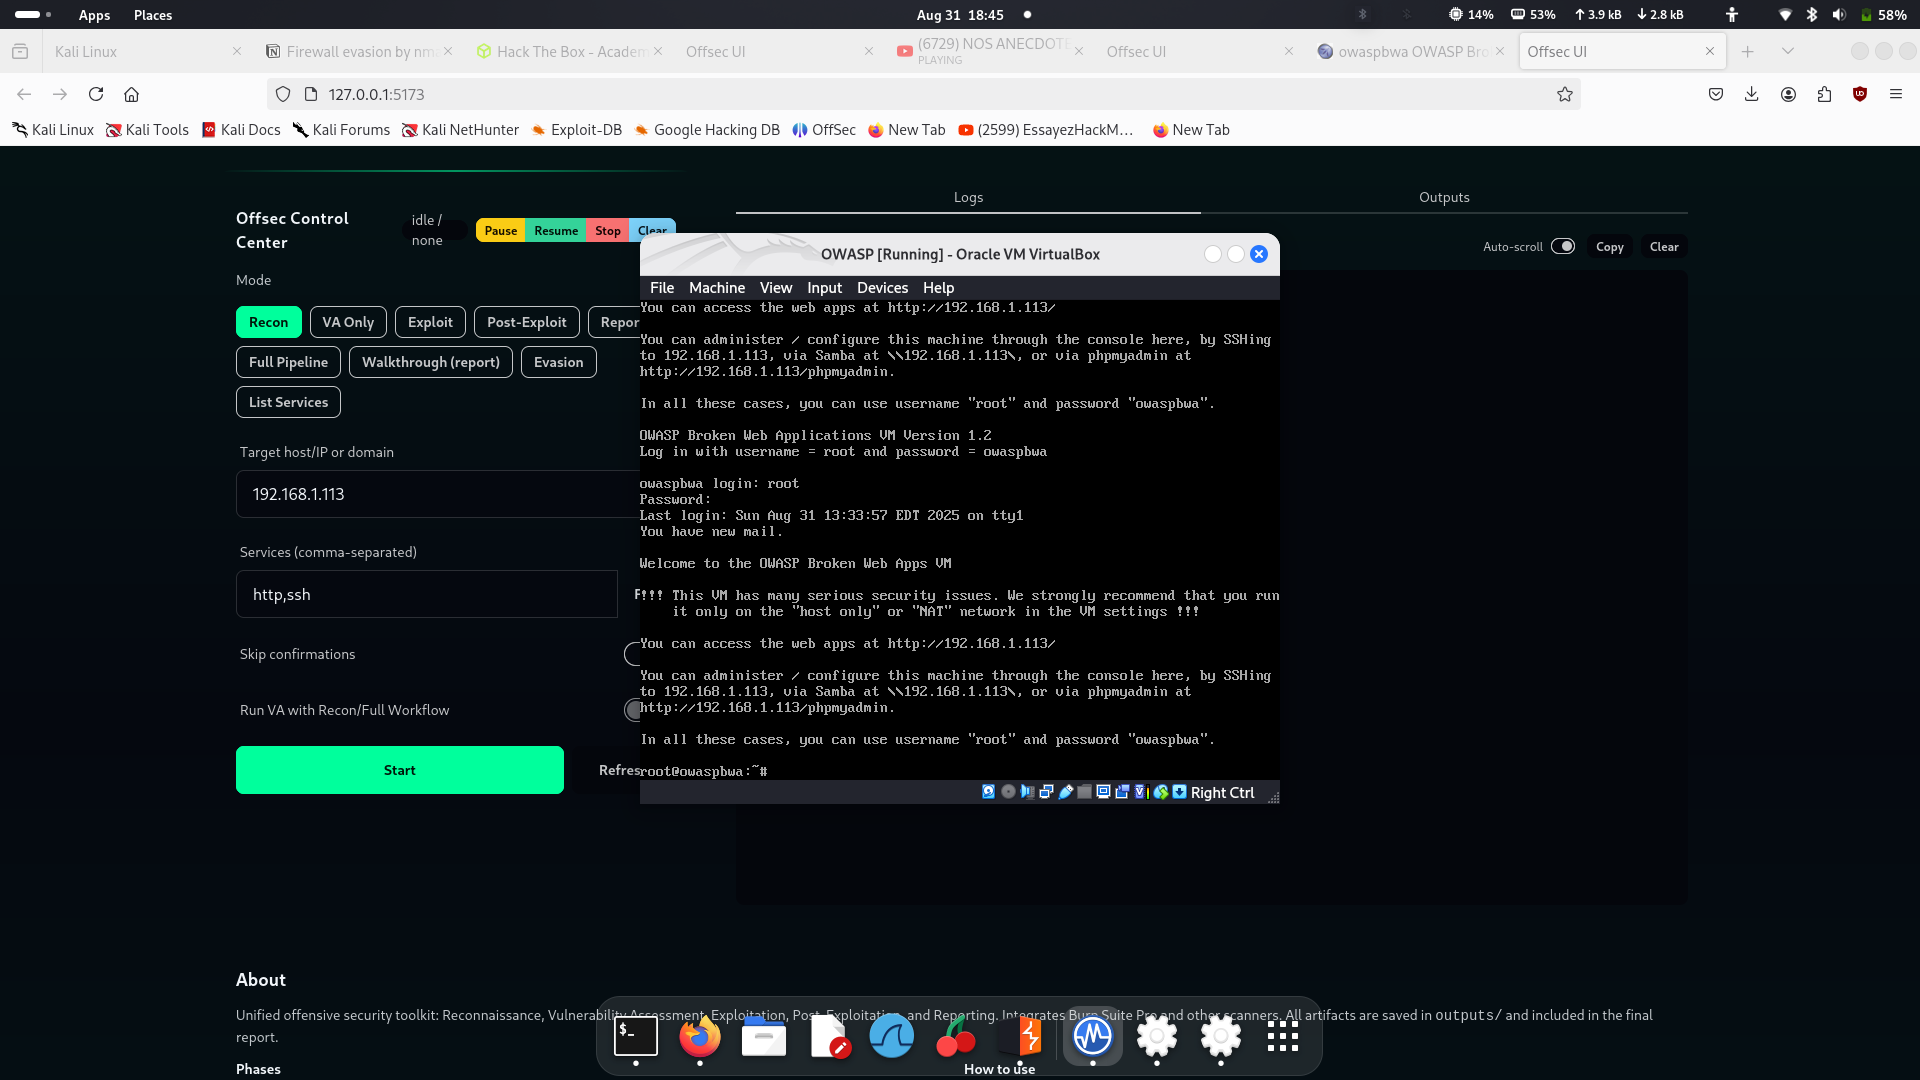 Apps Places Aug 31 18:45 14% 53% 3.9 kB 2.8 kB 58%
Kali Linux Firewall evasion by nma Hack The Box - Academ Offsec UI (6729) NOS ANECDOTE Offsec UI owaspbwa OWASP Bro Offsec UI
PLAYING
127.0.0.1:5173
Kali Linux Kali Tools Kali Docs Kali Forums Kali NetHunter Exploit-DB Google Hacking DB OffSec New Tab (2599) EssayezHackM… New Tab
Offsec Control
Center
idle /
none
Pause Resume Stop Clear
Mode
Recon VA Only Exploit Post-Exploit Repor
Full Pipeline Walkthrough (report) Evasion
List Services
Target host/IP or domain
192.168.1.113
Services (comma-separated)
http,ssh
Skip confirmations
Run VA with Recon/Full Workflow
Start Refres
Logs Outputs
Auto-scroll Copy Clear
OWASP [Running] - Oracle VM VirtualBox
File Machine View Input Devices Help
You can access the web apps at http://192.168.1.113/
You can administer / configure this machine through the console here, by SSHing
to 192.168.1.113, via Samba at \\192.168.1.113\, or via phpmyadmin at
http://192.168.1.113/phpmyadmin.
In all these cases, you can use username "root" and password "owaspbwa".
OWASP Broken Web Applications VM Version 1.2
Log in with username = root and password = owaspbwa
owaspbwa login: root
Password:
Last login: Sun Aug 31 13:33:57 EDT 2025 on tty1
You have new mail.
Welcome to the OWASP Broken Web Apps VM
!!! This VM has many serious security issues. We strongly recommend that you run
it only on the "host only" or "NAT" network in the VM settings !!!
You can access the web apps at http://192.168.1.113/
You can administer / configure this machine through the console here, by SSHing
to 192.168.1.113, via Samba at \\192.168.1.113\, or via phpmyadmin at
http://192.168.1.113/phpmyadmin.
In all these cases, you can use username "root" and password "owaspbwa".
root@owaspbwa:~#
Right Ctrl
About
Unified offensive security toolkit: Reconnaissance, Vulnerability Assessment, Exploitation, Post-Exploitation, and Reporting. Integrates Burp Suite Pro and other scanners. All artifacts are saved in outputs/ and included in the final
report.
Phases How to use